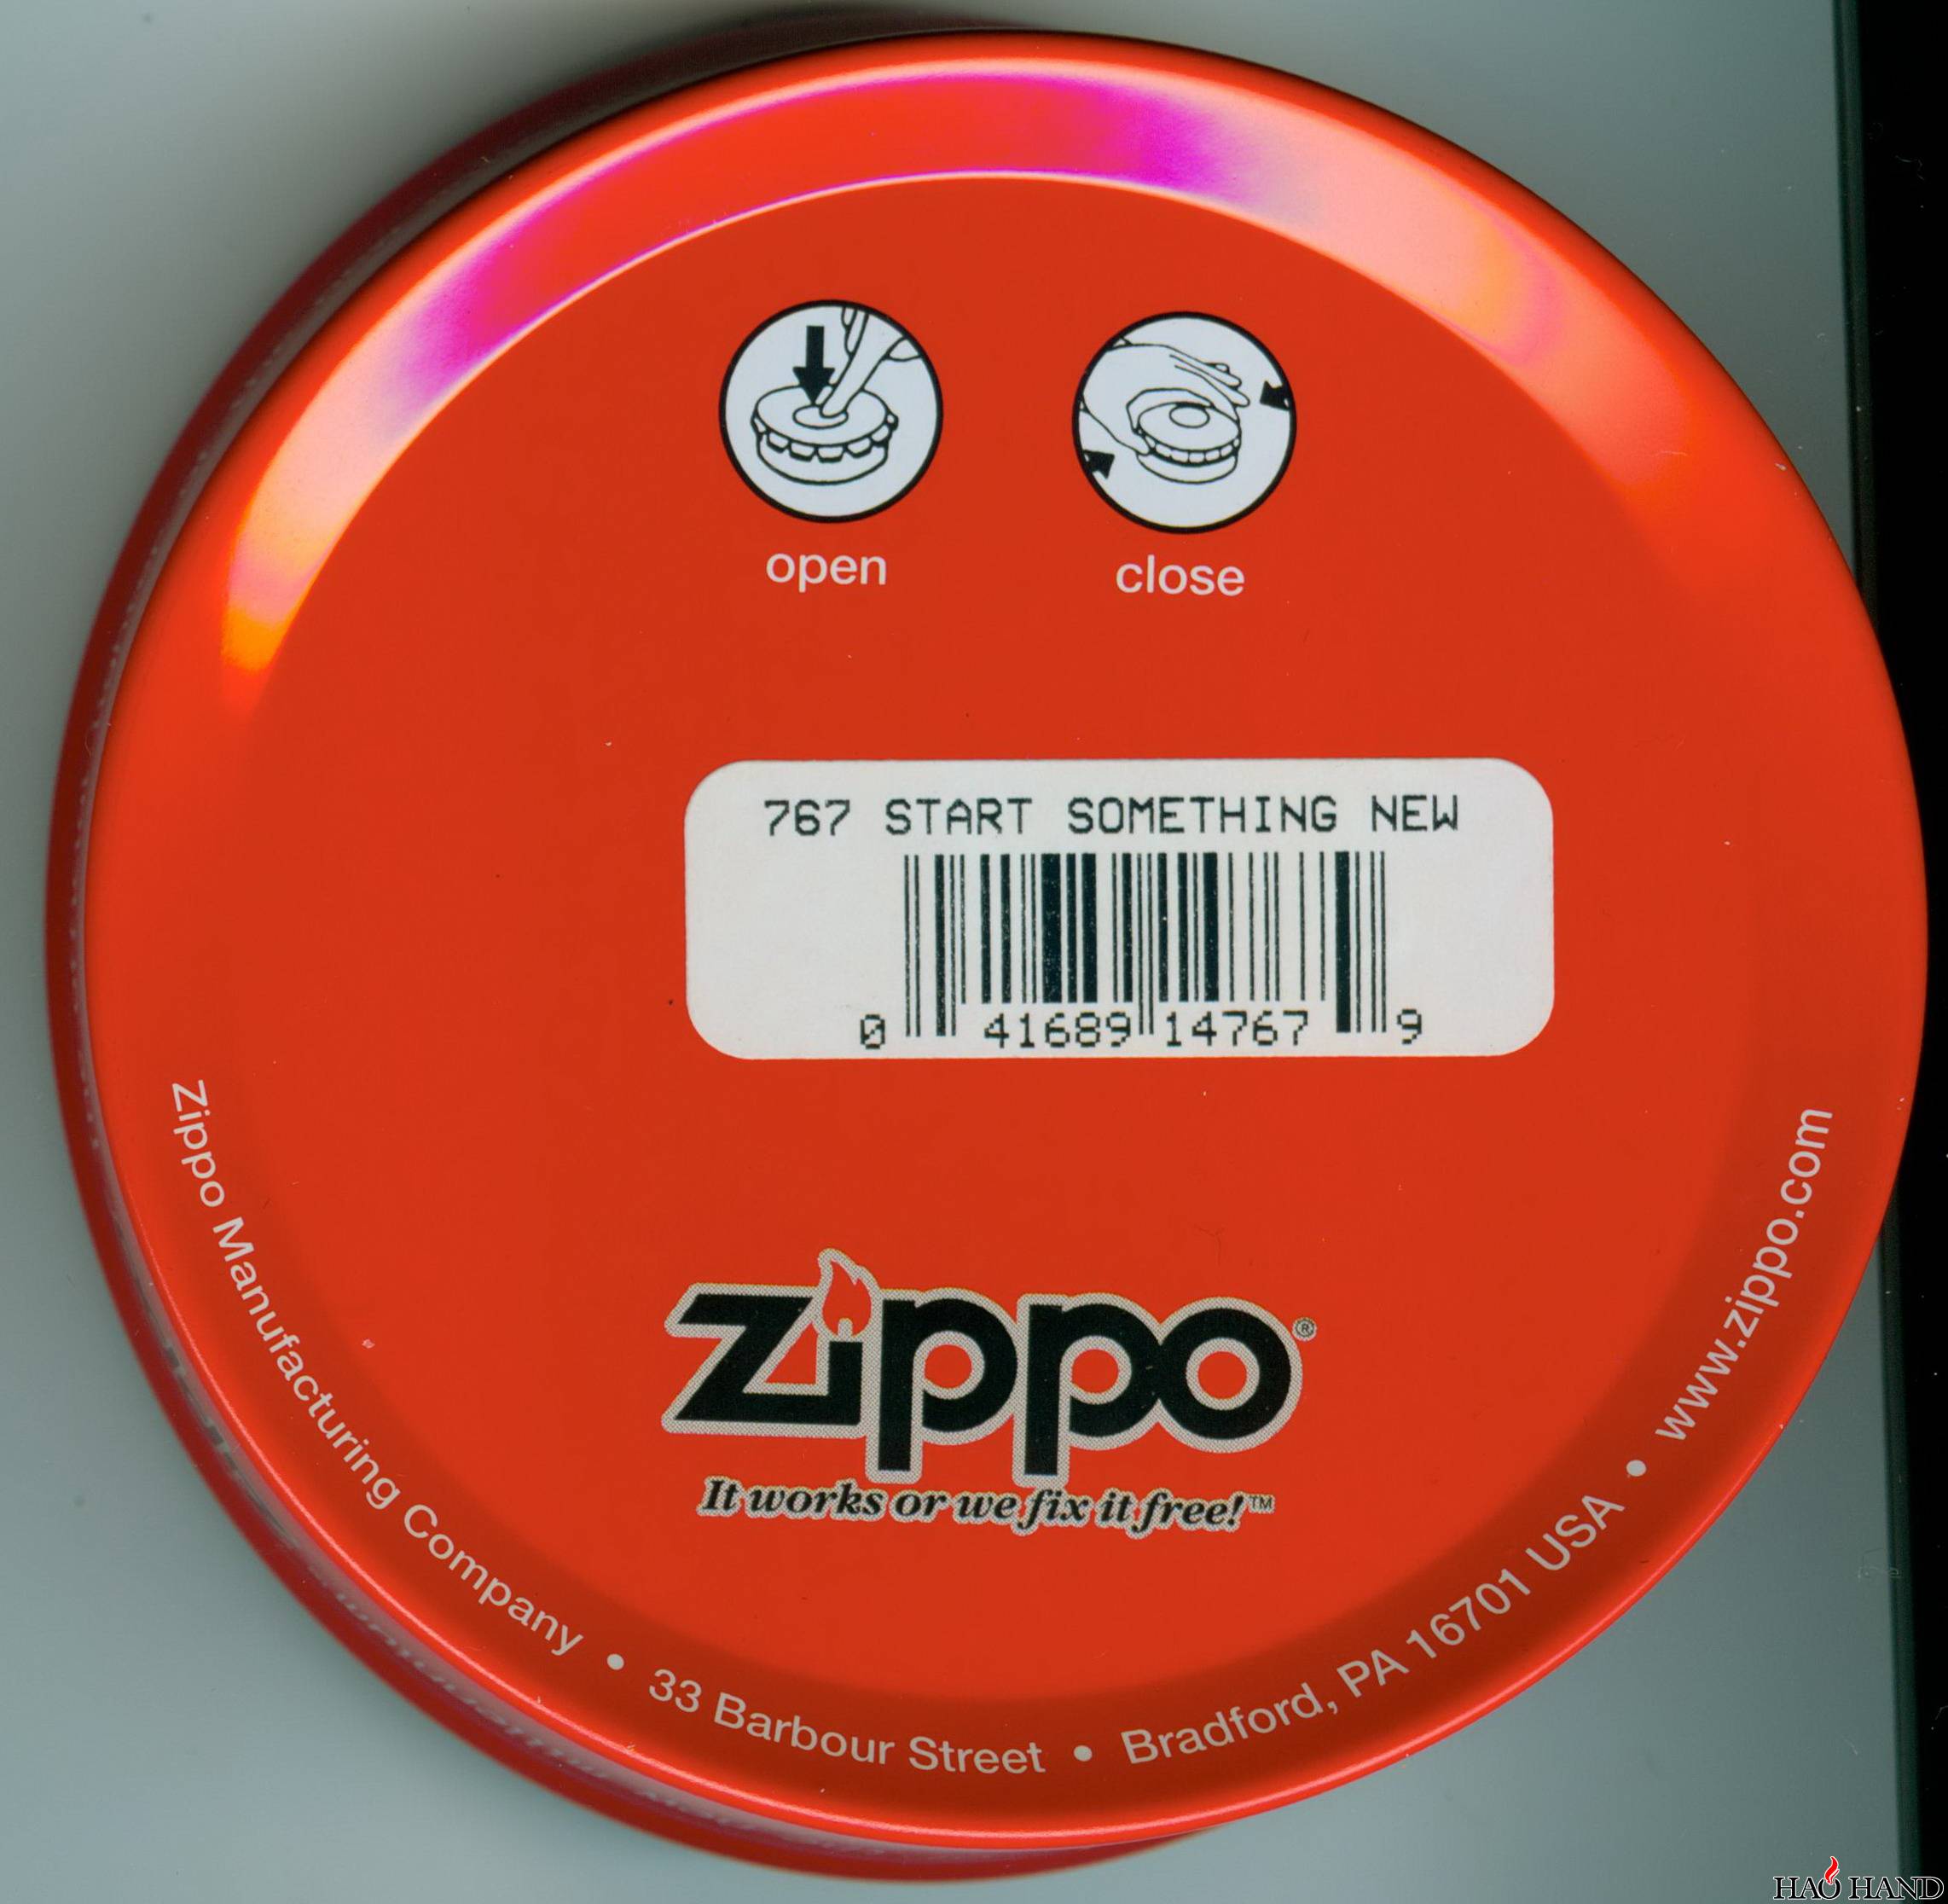 open
close
767 START SOMETHING NEW
0 41689 14767 9
zippo®
It works or we fix it free!™
Zippo Manufacturing Company • 33 Barbour Street • Bradford, PA 16701 USA • www.zippo.com
HAO HAND